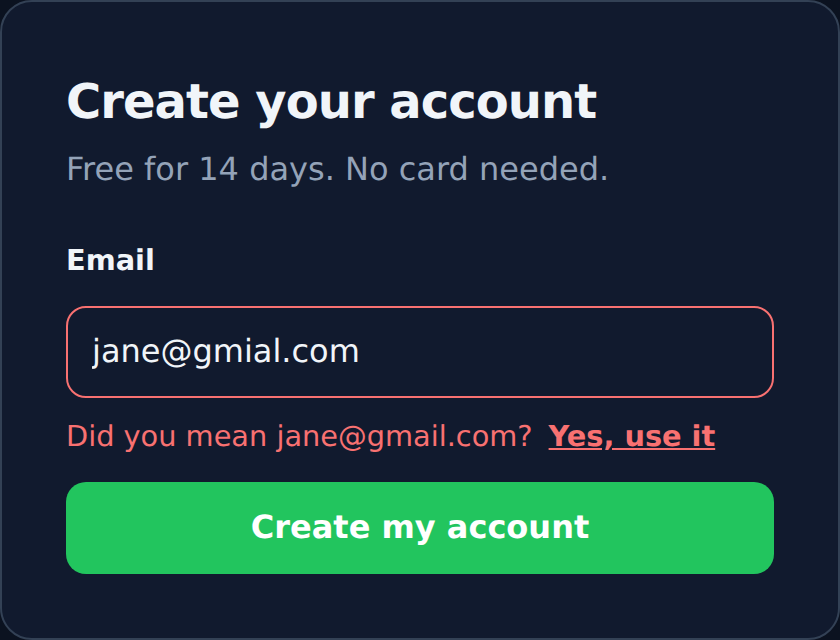 Create your account
Free for 14 days. No card needed.
Email
jane@gmial.com
Did you mean jane@gmail.com? Yes, use it
Create my account